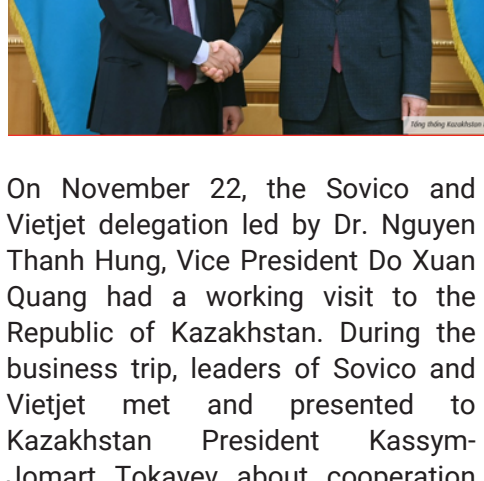 Tổng thống Kazakhstan
On November 22, the Sovico and
Vietjet delegation led by Dr. Nguyen
Thanh Hung, Vice President Do Xuan
Quang had a working visit to the
Republic of Kazakhstan. During the
business trip, leaders of Sovico and
Vietjet met and presented to
Kazakhstan President Kassym-
Jomart Tokayev about cooperation